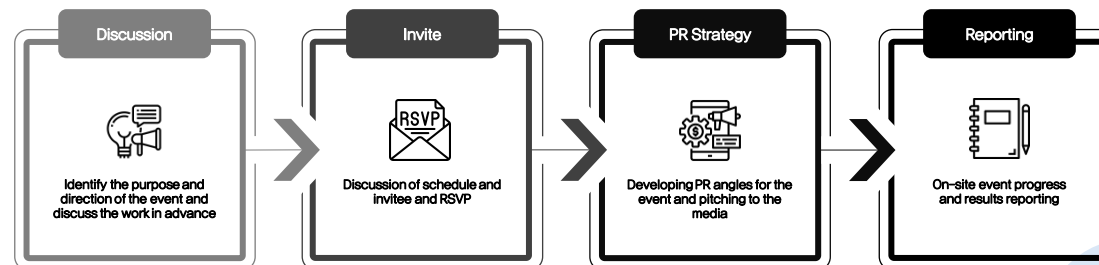 Discussion
Identify the purpose and
direction of the event and
discuss the work in advance
Invite
RSVP
Discussion of schedule and
invitee and RSVP
PR Strategy
$
Developing PR angles for the
event and pitching to the
media
Reporting
On-site event progress
and results reporting